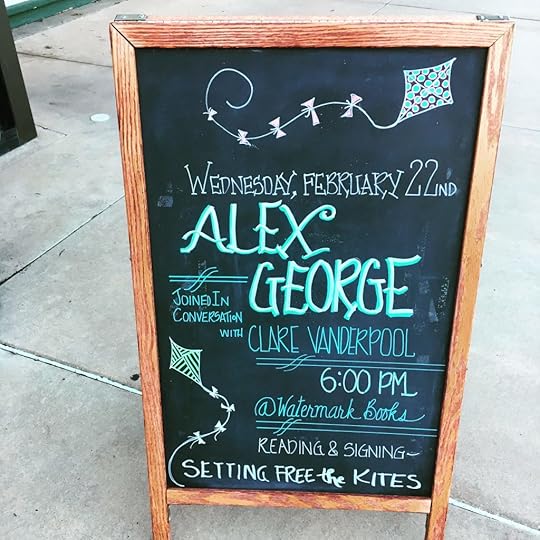 WEDNESDAY, FEBRUARY 22ND
ALEX
GEORGE
JOINED IN
CONVERSATION
WITH CLARE VANDERPOOL
6:00 PM
@Watermark Books
READING & SIGNING~
SETTING FREE the KITES